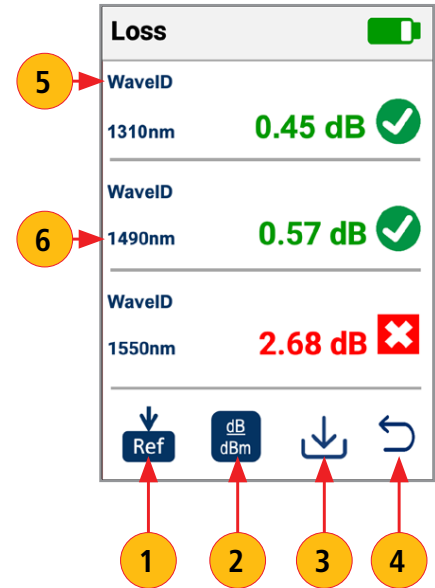 Loss
5
WaveID
1310nm 0.45 dB
WaveID
6
1490nm 0.57 dB
WaveID
1550nm 2.68 dB
Ref
dB
dBm
1 2 3 4